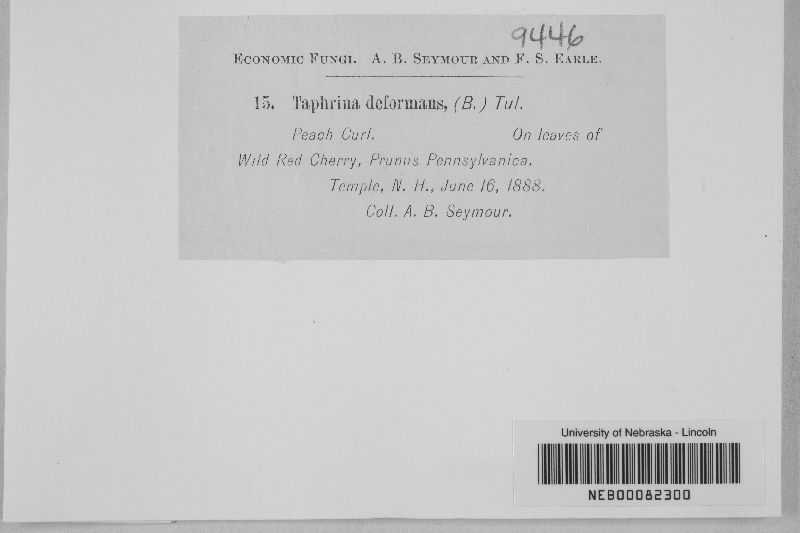 9446
Economic Fungi. A. B. Seymour and F. S. Earle.
15. Taphrina deformans, (B.) Tul.
Peach Curl. On leaves of
Wild Red Cherry, Prunus Pennsylvanica.
Temple, N. H., June 16, 1888.
Coll. A. B. Seymour.
University of Nebraska - Lincoln
NEB00082300